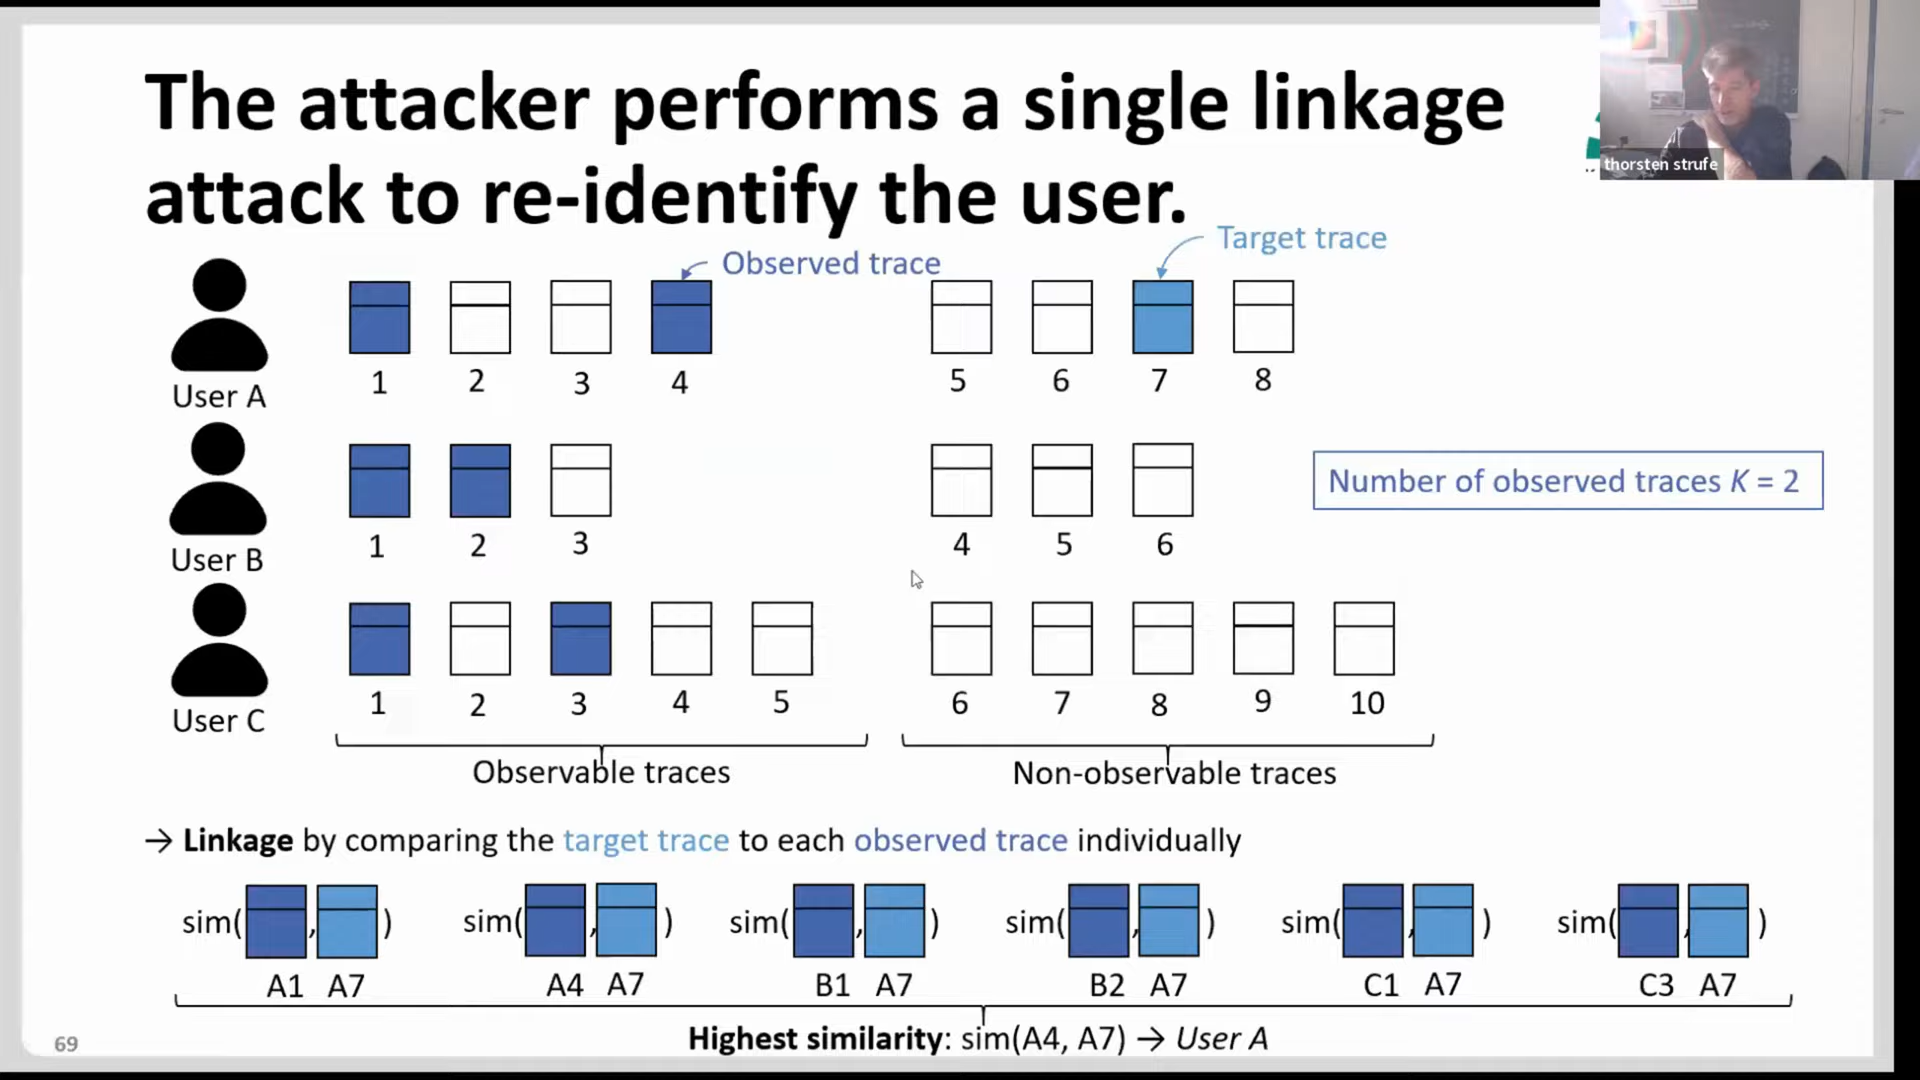 The attacker performs a single linkage
attack to re-identify the user.
thorsten strufe
Target trace
Observed trace
1 2 3 4 5 6 7 8
User A
Number of observed traces K = 2
1 2 3 4 5 6
User B
1 2 3 4 5 6 7 8 9 10
User C
Observable traces Non-observable traces
→ Linkage by comparing the target trace to each observed trace individually
sim( , ) sim( , ) sim( , ) sim( , ) sim( , ) sim( , )
A1 A7 A4 A7 B1 A7 B2 A7 C1 A7 C3 A7
Highest similarity: sim(A4, A7) → User A
69